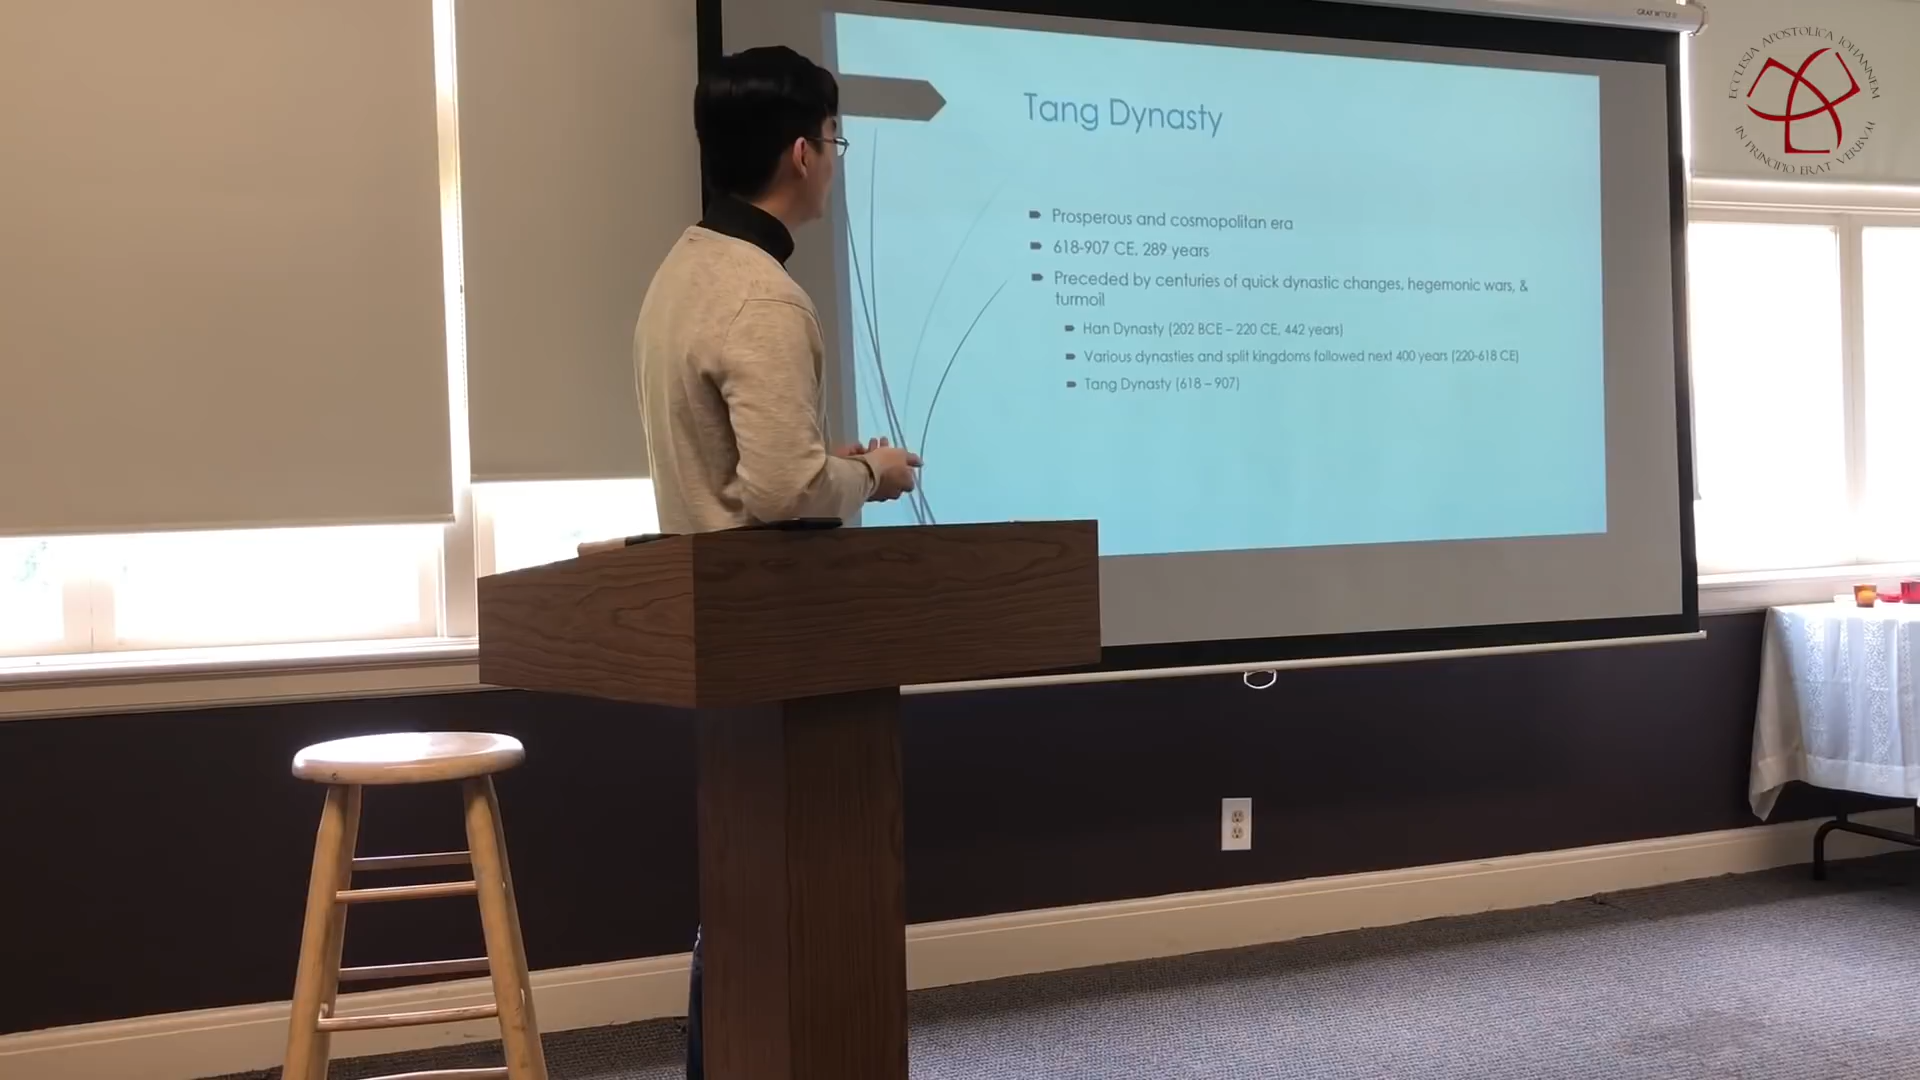 Tang Dynasty
Prosperous and cosmopolitan era
618-907 CE, 289 years
Preceded by centuries of quick dynastic changes, hegemonic wars, &
turmoil
Han Dynasty (202 BCE – 220 CE, 442 years)
Various dynasties and split kingdoms followed next 400 years (220-618 CE)
Tang Dynasty (618 – 907)
ECCLESIA APOSTOLICA IOHANNEM
IN PRINCIPIO ERAT VERBVM